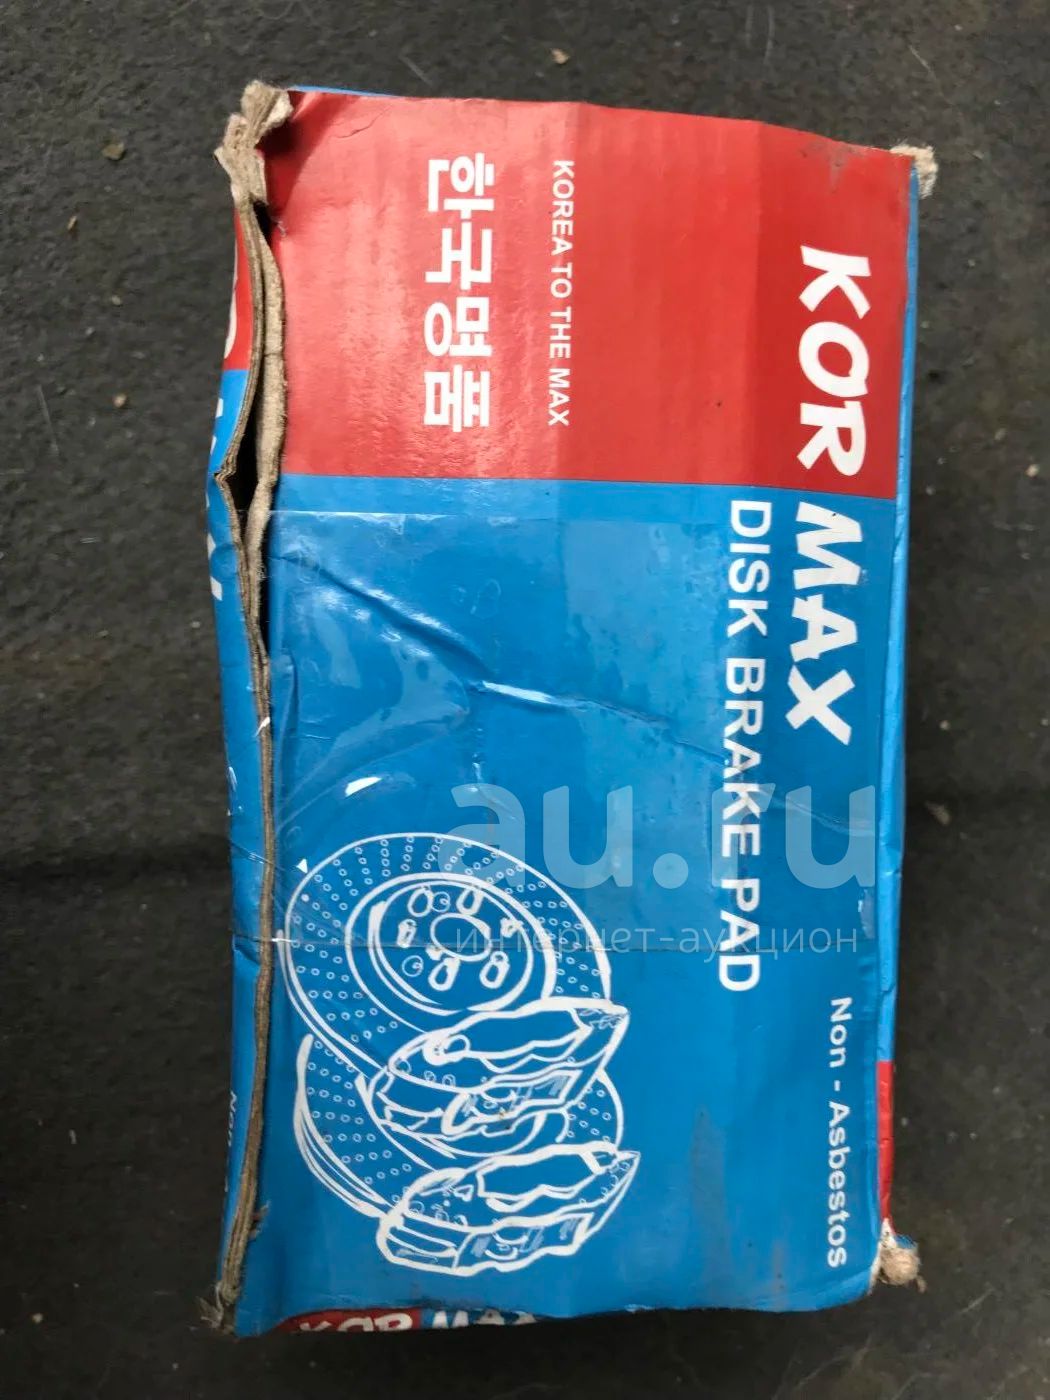 KOR MAX
DISK BRAKE PAD
Non - Asbestos
KOREA TO THE MAX
한국명품
au.ru
интернет-аукцион
KOR MAX